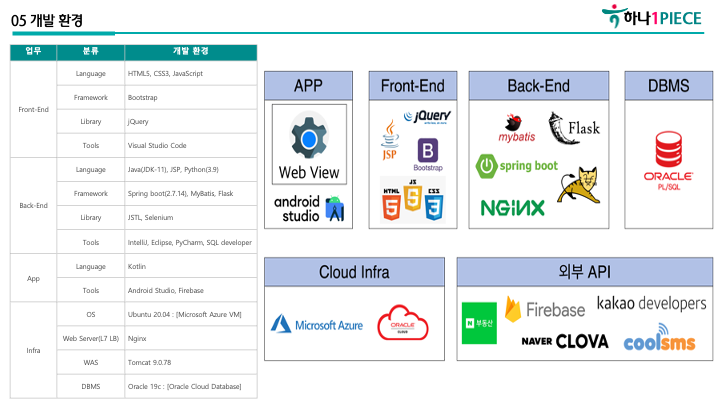 05 개발 환경
하나1PIECE
업무 분류 개발 환경
Front-End
Language HTML5, CSS3, JavaScript
Framework Bootstrap
Library jQuery
Tools Visual Studio Code
Back-End
Language Java(JDK-11), JSP, Python(3.9)
Framework Spring boot(2.7.14), MyBatis, Flask
Library JSTL, Selenium
Tools IntelliJ, Eclipse, PyCharm, SQL developer
App
Language Kotlin
Tools Android Studio, Firebase
Infra
OS Ubuntu 20.04 : [Microsoft Azure VM]
Web Server(L7 LB) Nginx
WAS Tomcat 9.0.78
DBMS Oracle 19c : [Oracle Cloud Database]
APP
Web View
android
studio
Front-End
jQuery
JSP
B
Bootstrap
HTML
5
JS
5
CSS
3
Back-End
mybatis
Flask
spring boot
NGINX
DBMS
ORACLE
PL/SQL
Cloud Infra
Microsoft Azure
ORACLE
CLOUD
외부 API
N 부동산
Firebase
kakao developers
NAVER CLOVA
coolsms